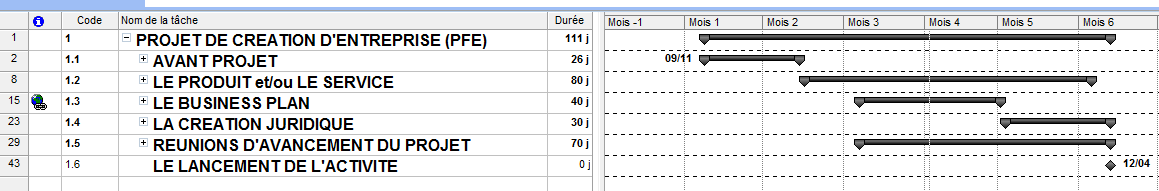 Code Nom de la tâche Durée Mois -1 Mois 1 Mois 2 Mois 3 Mois 4 Mois 5 Mois 6
1 1 PROJET DE CREATION D'ENTREPRISE (PFE) 111 j
2 1.1 AVANT PROJET 26 j 09/11
8 1.2 LE PRODUIT et/ou LE SERVICE 80 j
15 1.3 LE BUSINESS PLAN 40 j
23 1.4 LA CREATION JURIDIQUE 30 j
29 1.5 REUNIONS D'AVANCEMENT DU PROJET 70 j
43 1.6 LE LANCEMENT DE L'ACTIVITE 0 j 12/04